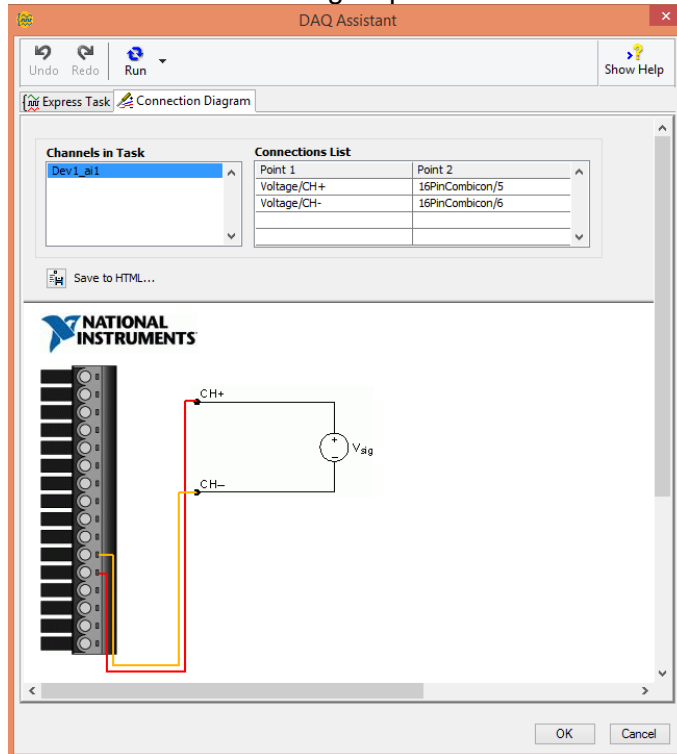 DAQ Assistant
Undo Redo Run Show Help
Express Task Connection Diagram
Channels in Task
Dev1_ai1
Connections List
Point 1 Point 2
Voltage/CH+ 16PinCombicon/5
Voltage/CH- 16PinCombicon/6
Save to HTML...
NATIONAL
INSTRUMENTS
CH+
Vsig
CH–
OK Cancel